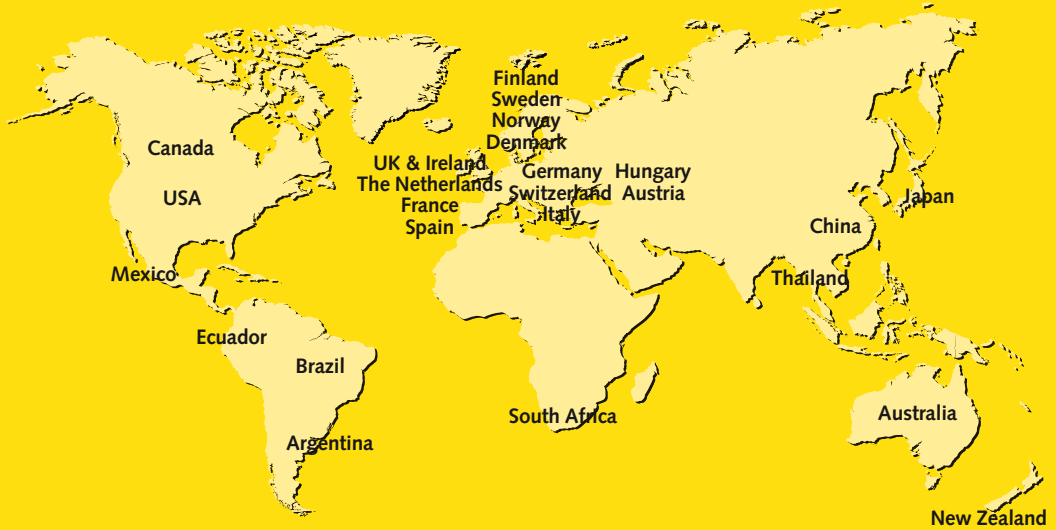 Finland
Sweden
Norway
Denmark
Canada
UK & Ireland
The Netherlands
France
Spain
Germany
Switzerland
Italy
Hungary
Austria
USA
Japan
China
Mexico
Thailand
Ecuador
Brazil
South Africa
Australia
Argentina
New Zealand